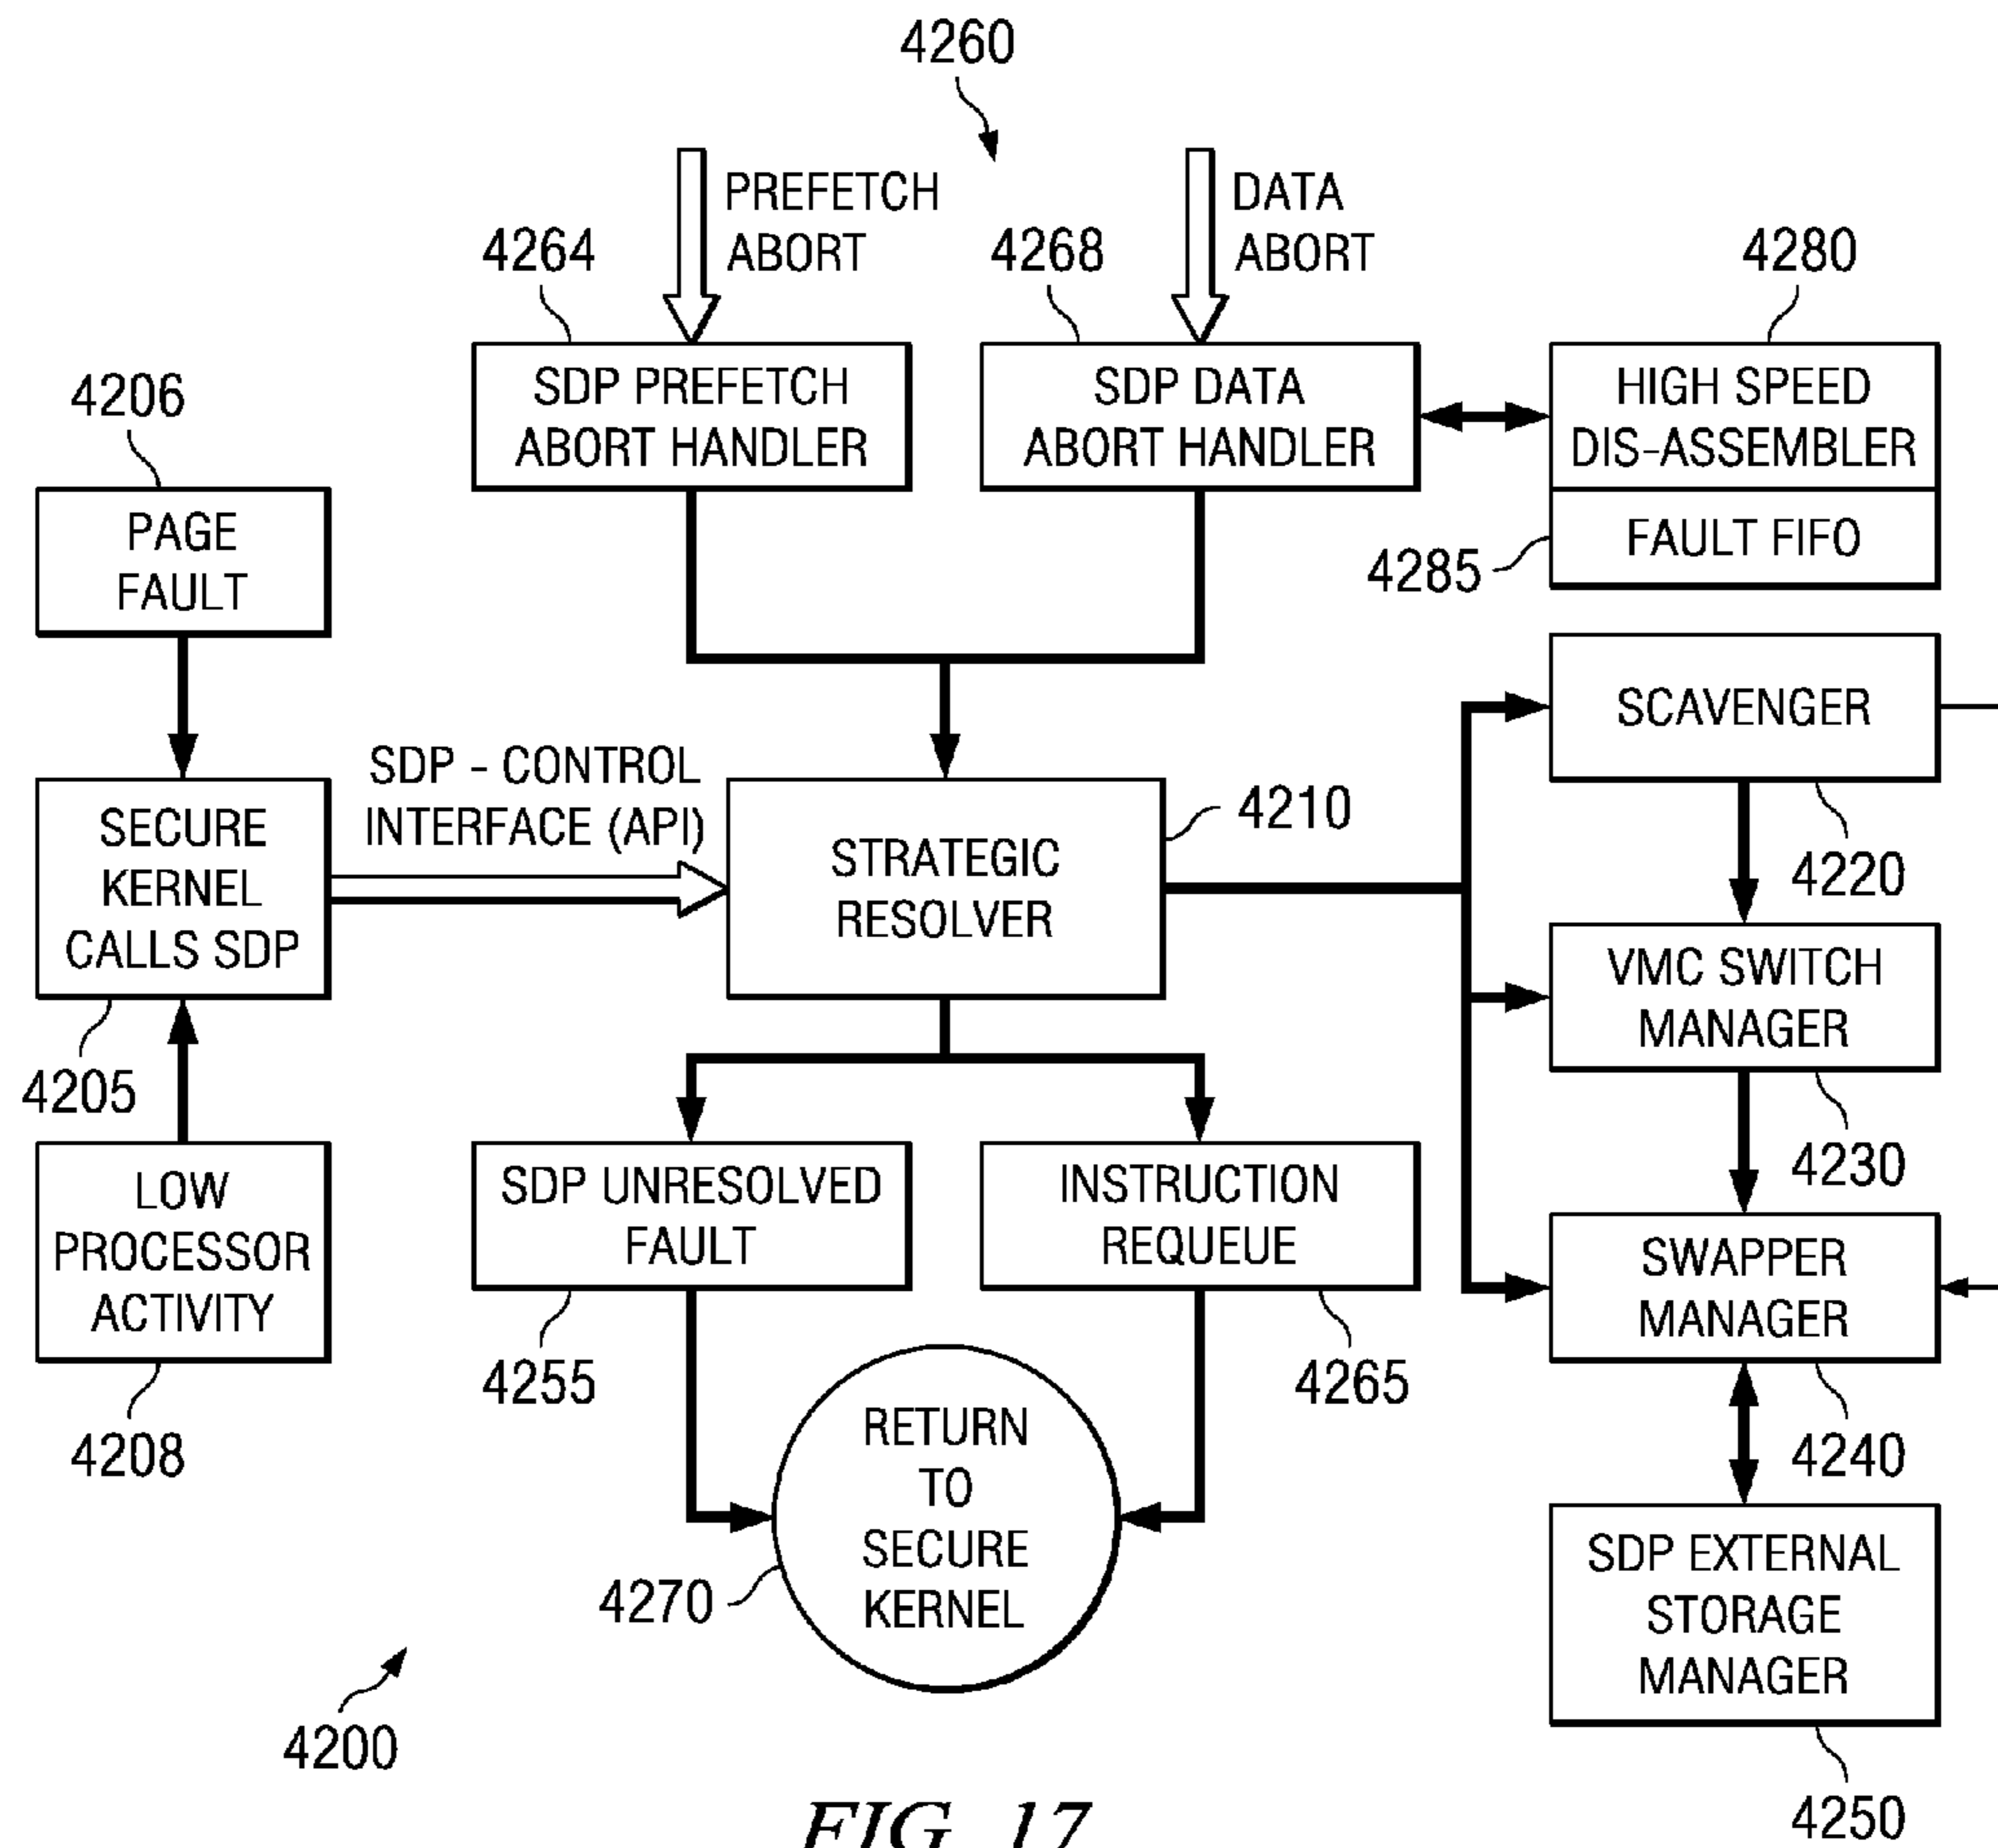 4260
PREFETCH
ABORT
DATA
ABORT
4264
4268
4280
SDP PREFETCH
ABORT HANDLER
SDP DATA
ABORT HANDLER
HIGH SPEED
DIS-ASSEMBLER
FAULT FIFO
4285
4206
PAGE
FAULT
SCAVENGER
4220
SECURE
KERNEL
CALLS SDP
4205
SDP - CONTROL
INTERFACE (API)
STRATEGIC
RESOLVER
4210
VMC SWITCH
MANAGER
4230
LOW
PROCESSOR
ACTIVITY
4208
SDP UNRESOLVED
FAULT
4255
INSTRUCTION
REQUEUE
4265
SWAPPER
MANAGER
4240
RETURN
TO
SECURE
KERNEL
4270
SDP EXTERNAL
STORAGE
MANAGER
4250
4200
FIG. 17